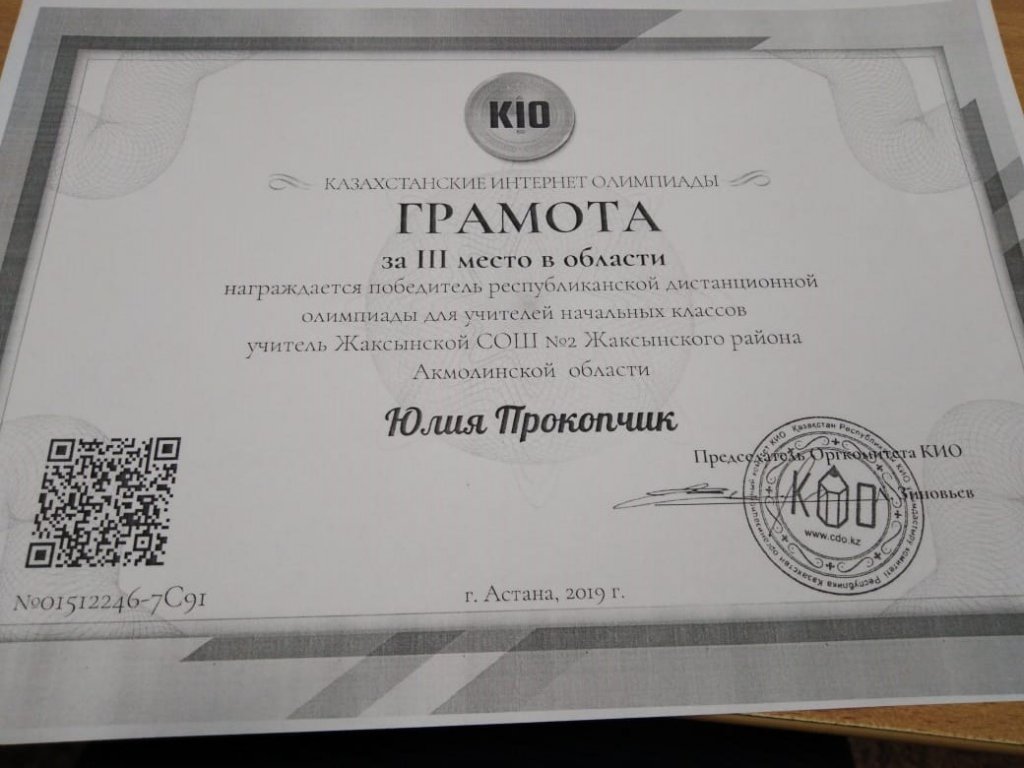 КІО
КАЗАХСТАНСКИЕ ИНТЕРНЕТ ОЛИМПИАДЫ
ГРАМОТА
за III место в области
награждается победитель республиканской дистанционной
олимпиады для учителей начальных классов
учитель Жаксынской СОШ №2 Жаксынского района
Акмолинской области
Юлия Прокопчик
Председатель Оргкомитета КИО
Зиновьев
КИО
www.cdo.kz
№01512246-7C91
г. Астана, 2019 г.